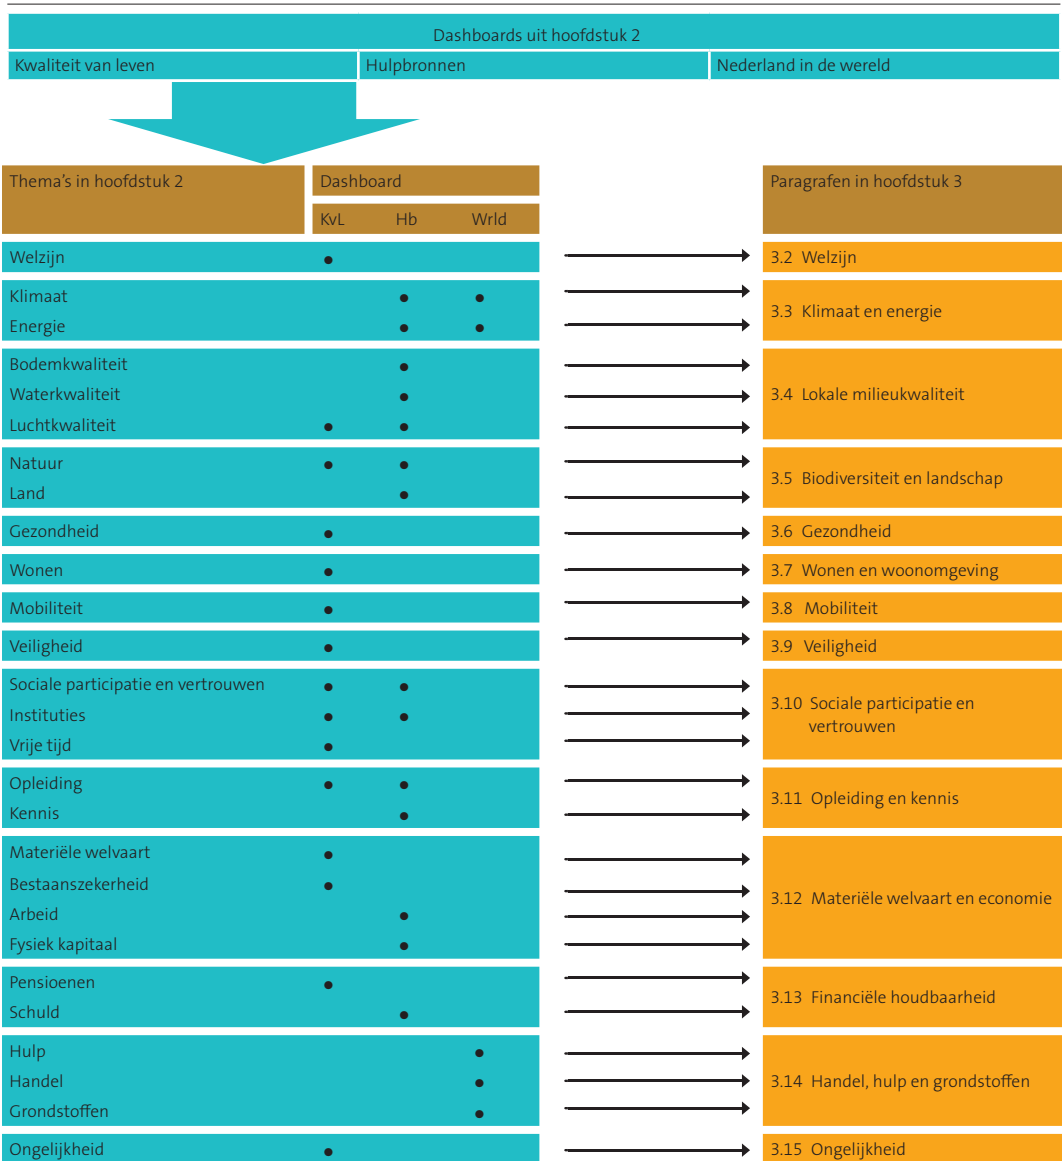 Dashboards uit hoofdstuk 2
Kwaliteit van leven
Hulpbronnen
Nederland in de wereld
Thema's in hoofdstuk 2
Dashboard
Paragrafen in hoofdstuk 3
KvL Hb Wrld
Welzijn
3.2 Welzijn
Klimaat
Energie
3.3 Klimaat en energie
Bodemkwaliteit
Waterkwaliteit
Luchtkwaliteit
3.4 Lokale milieukwaliteit
Natuur
Land
3.5 Biodiversiteit en landschap
Gezondheid
3.6 Gezondheid
Wonen
3.7 Wonen en woonomgeving
Mobiliteit
3.8 Mobiliteit
Veiligheid
3.9 Veiligheid
Sociale participatie en vertrouwen
Instituties
Vrije tijd
3.10 Sociale participatie en
vertrouwen
Opleiding
Kennis
3.11 Opleiding en kennis
Materiële welvaart
Bestaanszekerheid
Arbeid
Fysiek kapitaal
3.12 Materiële welvaart en economie
Pensioenen
Schuld
3.13 Financiële houdbaarheid
Hulp
Handel
Grondstoffen
3.14 Handel, hulp en grondstoffen
Ongelijkheid
3.15 Ongelijkheid